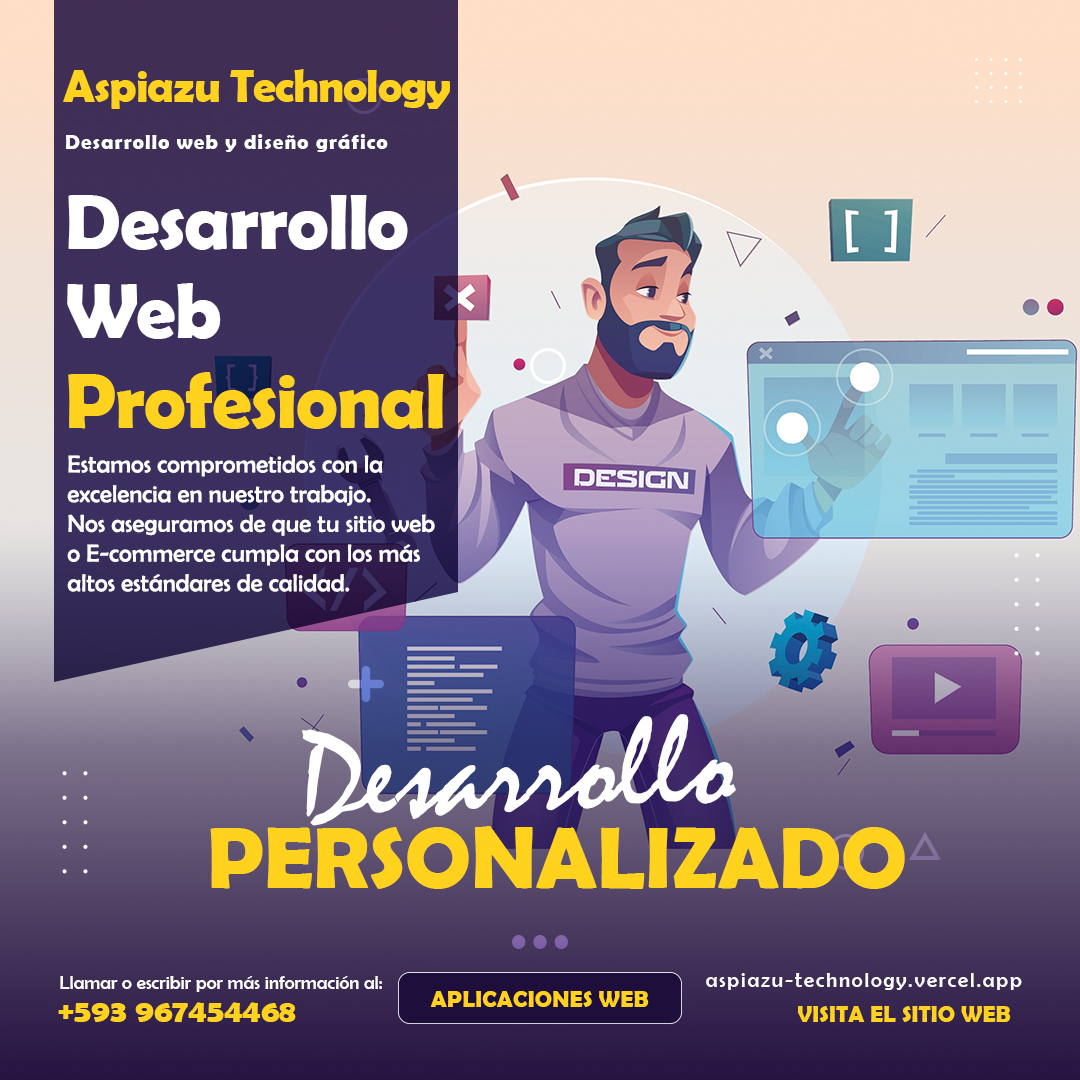 Aspiazu Technology
Desarrollo web y diseño gráfico
Desarrollo
Web
Profesional
Estamos comprometidos con la
excelencia en nuestro trabajo.
Nos aseguramos de que tu sitio web
o E-commerce cumpla con los más
altos estándares de calidad.
[ ]
{ }
DESIGN
</>
Desarrollo
PERSONALIZADO
Llamar o escribir por más información al:
+593 967454468
APLICACIONES WEB
aspiazu-technology.vercel.app
VISITA EL SITIO WEB